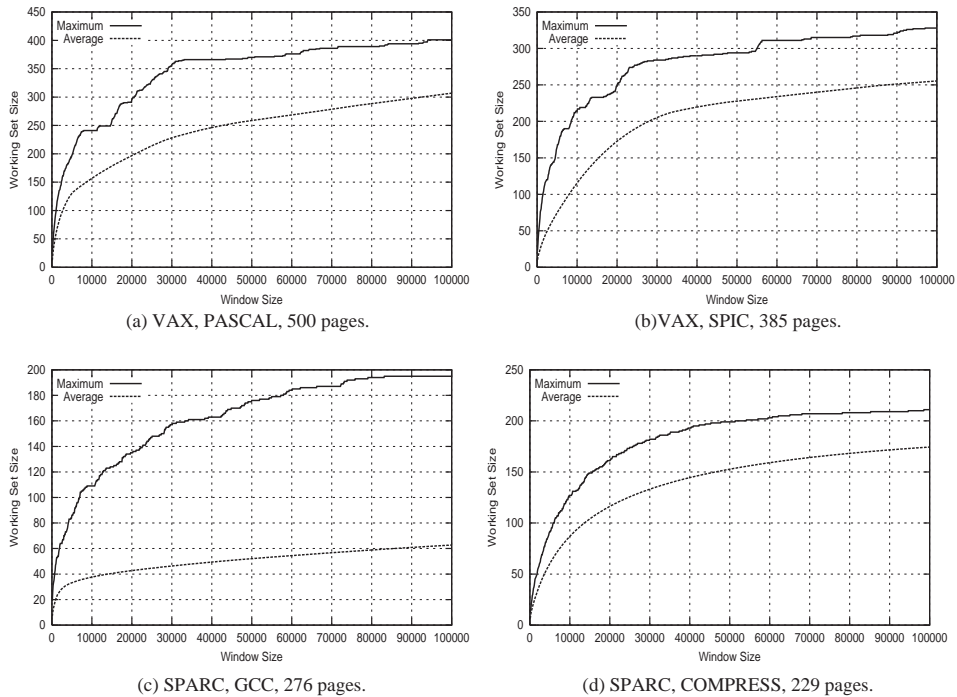 Maximum
Average
Working Set Size
450
400
350
300
250
200
150
100
50
0
0 10000 20000 30000 40000 50000 60000 70000 80000 90000 100000
Window Size
(a) VAX, PASCAL, 500 pages.
Maximum
Average
Working Set Size
350
300
250
200
150
100
50
0
0 10000 20000 30000 40000 50000 60000 70000 80000 90000 100000
Window Size
(b)VAX, SPIC, 385 pages.
Maximum
Average
Working Set Size
200
180
160
140
120
100
80
60
40
20
0
0 10000 20000 30000 40000 50000 60000 70000 80000 90000 100000
Window Size
(c) SPARC, GCC, 276 pages.
Maximum
Average
Working Set Size
250
200
150
100
50
0
0 10000 20000 30000 40000 50000 60000 70000 80000 90000 100000
Window Size
(d) SPARC, COMPRESS, 229 pages.